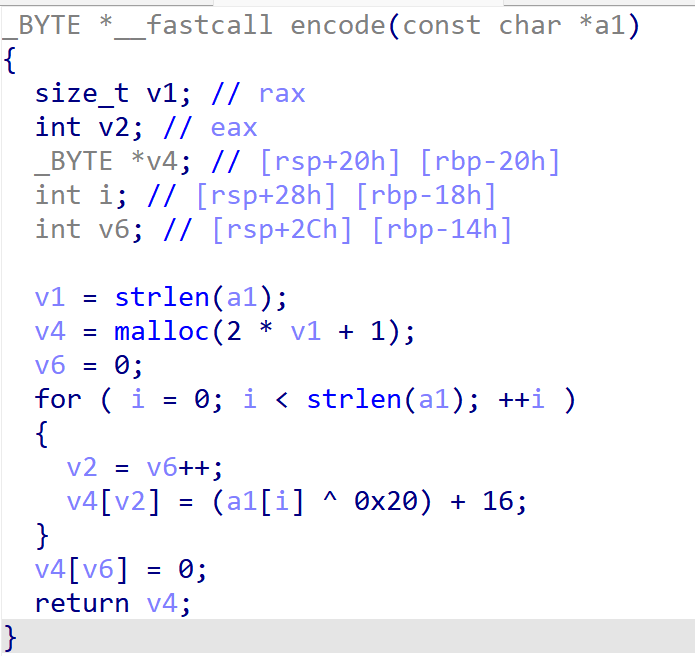 _BYTE *__fastcall encode(const char *a1)
{
  size_t v1; // rax
  int v2; // eax
  _BYTE *v4; // [rsp+20h] [rbp-20h]
  int i; // [rsp+28h] [rbp-18h]
  int v6; // [rsp+2Ch] [rbp-14h]

  v1 = strlen(a1);
  v4 = malloc(2 * v1 + 1);
  v6 = 0;
  for ( i = 0; i < strlen(a1); ++i )
  {
    v2 = v6++;
    v4[v2] = (a1[i] ^ 0x20) + 16;
  }
  v4[v6] = 0;
  return v4;
}